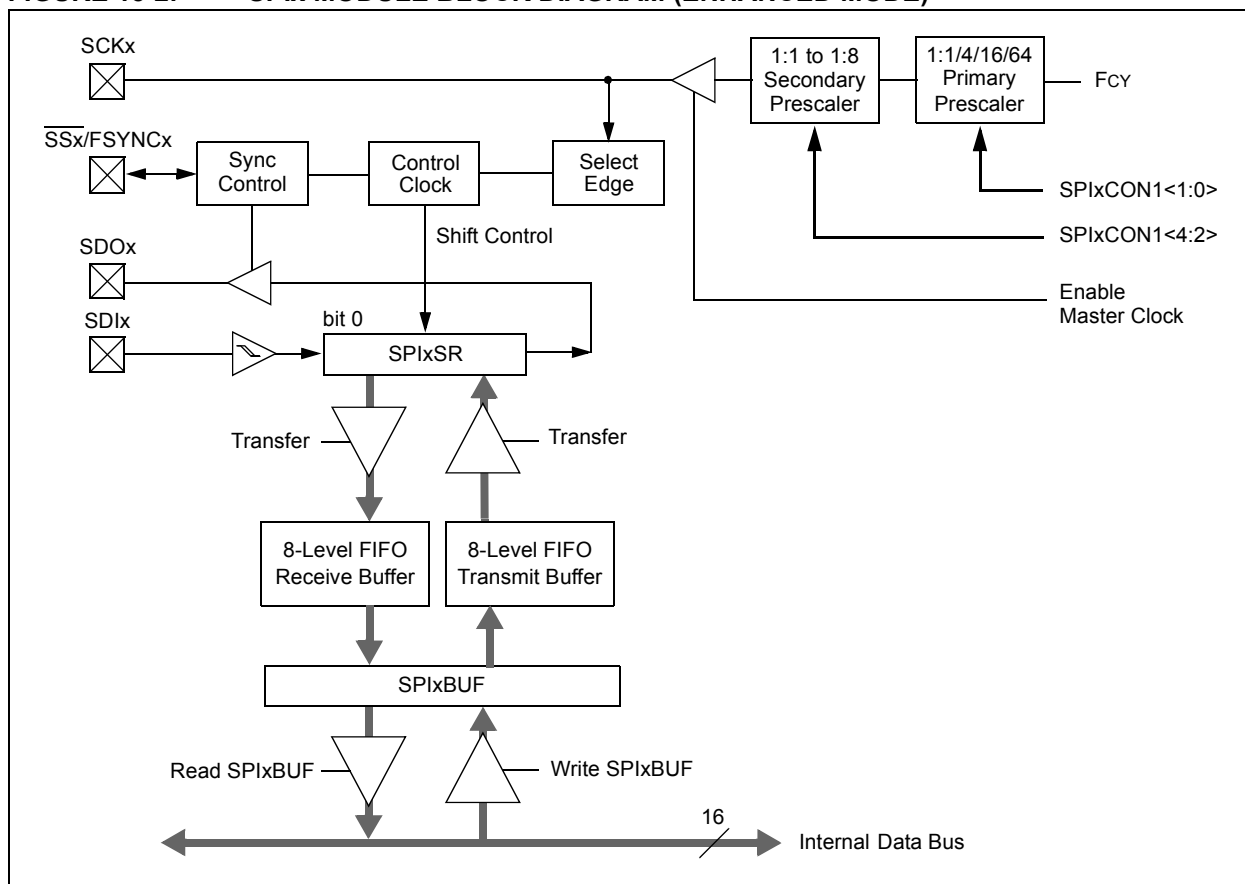 SCKx
SSx/FSYNCx
SDOx
SDIx
Sync
Control
Control
Clock
Select
Edge
1:1 to 1:8
Secondary
Prescaler
1:1/4/16/64
Primary
Prescaler
FCY
SPIxCON1<1:0>
SPIxCON1<4:2>
Enable
Master Clock
Shift Control
bit 0
SPIxSR
Transfer
Transfer
8-Level FIFO
Receive Buffer
8-Level FIFO
Transmit Buffer
SPIxBUF
Read SPIxBUF
Write SPIxBUF
16
Internal Data Bus